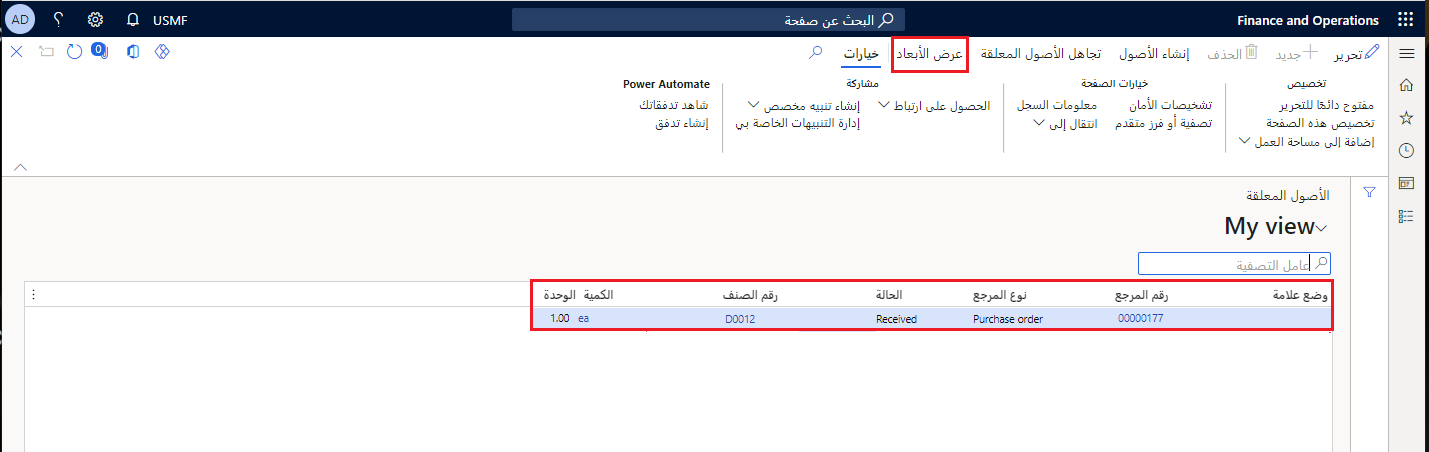 Finance and Operations
البحث عن صفحة
USMF
؟
AD
تحرير
جديد
الحذف
إنشاء الأصول
تجاهل الأصول المعلقة
عرض الأبعاد
خيارات
0
تخصيص
مفتوح دائمًا للتحرير
تخصيص هذه الصفحة
إضافة إلى مساحة العمل
خيارات الصفحة
تشخيصات الأمان
تصفية أو فرز متقدم
معلومات السجل
انتقال إلى
مشاركة
الحصول على ارتباط
إنشاء تنبيه مخصص
إدارة التنبيهات الخاصة بي
Power Automate
شاهد تدفقاتك
إنشاء تدفق
الأصول المعلقة
My view
عامل التصفية
وضع علامة رقم المرجع نوع المرجع الحالة رقم الصنف الكمية الوحدة
00000177 Purchase order Received D0012 ea 1.00